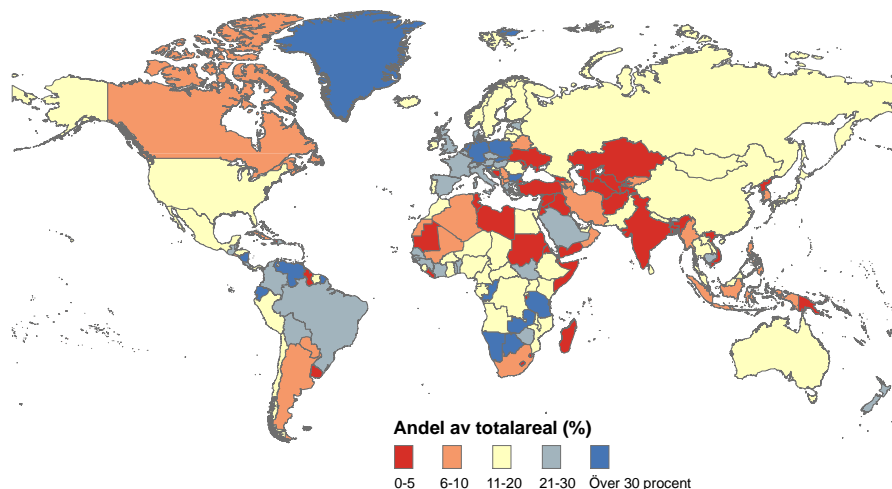 Andel av totalareal (%)
0-5 6-10 11-20 21-30 Över 30 procent